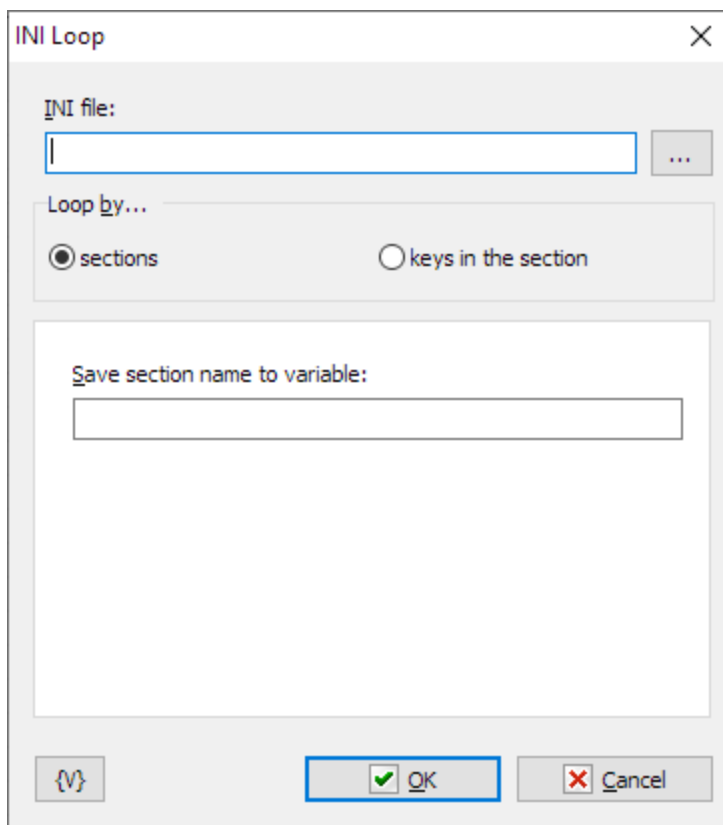 INI Loop
INI file:
...
Loop by...
sections
keys in the section
Save section name to variable:
{V}
OK
Cancel